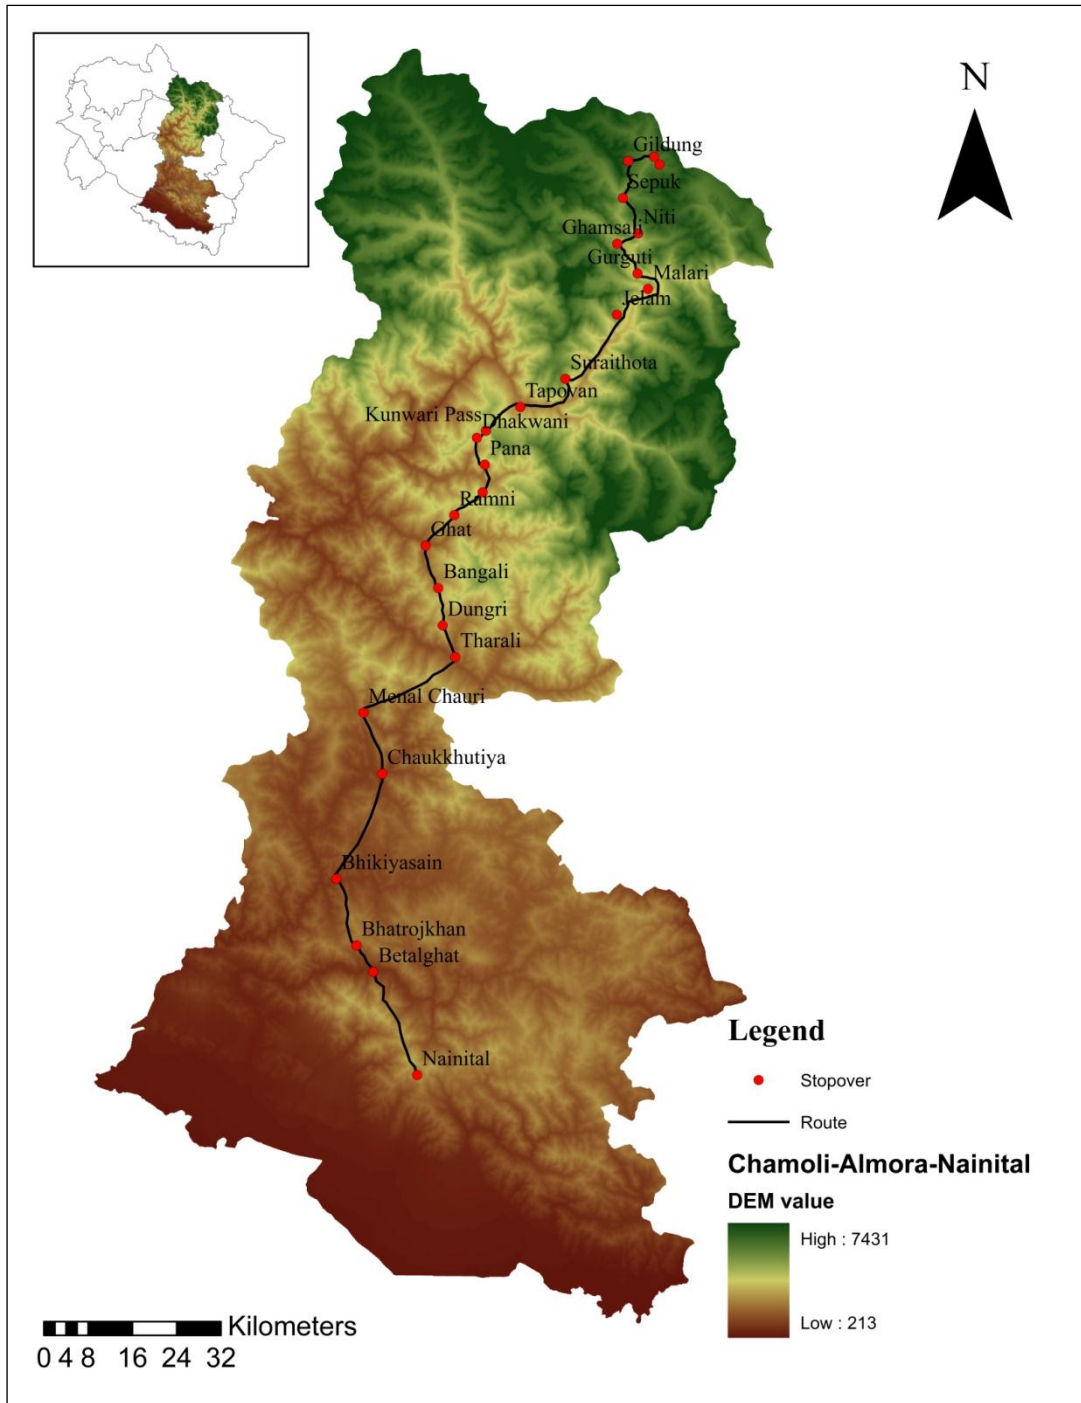 N
Gildung
Sepuk
Niti
Ghamsali
Gurguti
Malari
Jelam
Suraithota
Tapovan
Kunwari Pass
Dhakwani
Pana
Ramni
Ghat
Bangali
Dungri
Tharali
Menal Chauri
Chaukkhutiya
Bhikiyasain
Bhatrojkhan
Betalghat
Nainital
Legend
Stopover
Route
Chamoli-Almora-Nainital
DEM value
High : 7431
Low : 213
Kilometers
0 4 8 16 24 32